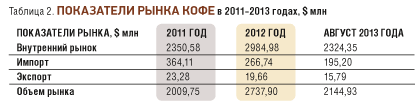 Таблица 2. ПОКАЗАТЕЛИ РЫНКА КОФЕ в 2011-2013 годах, $ млн
ПОКАЗАТЕЛИ РЫНКА, $ МЛН 2011 ГОД 2012 ГОД АВГУСТ 2013 ГОДА
Внутренний рынок 2350,58 2984,98 2324,35
Импорт 364,11 266,74 195,20
Экспорт 23,28 19,66 15,79
Объем рынка 2009,75 2737,90 2144,93